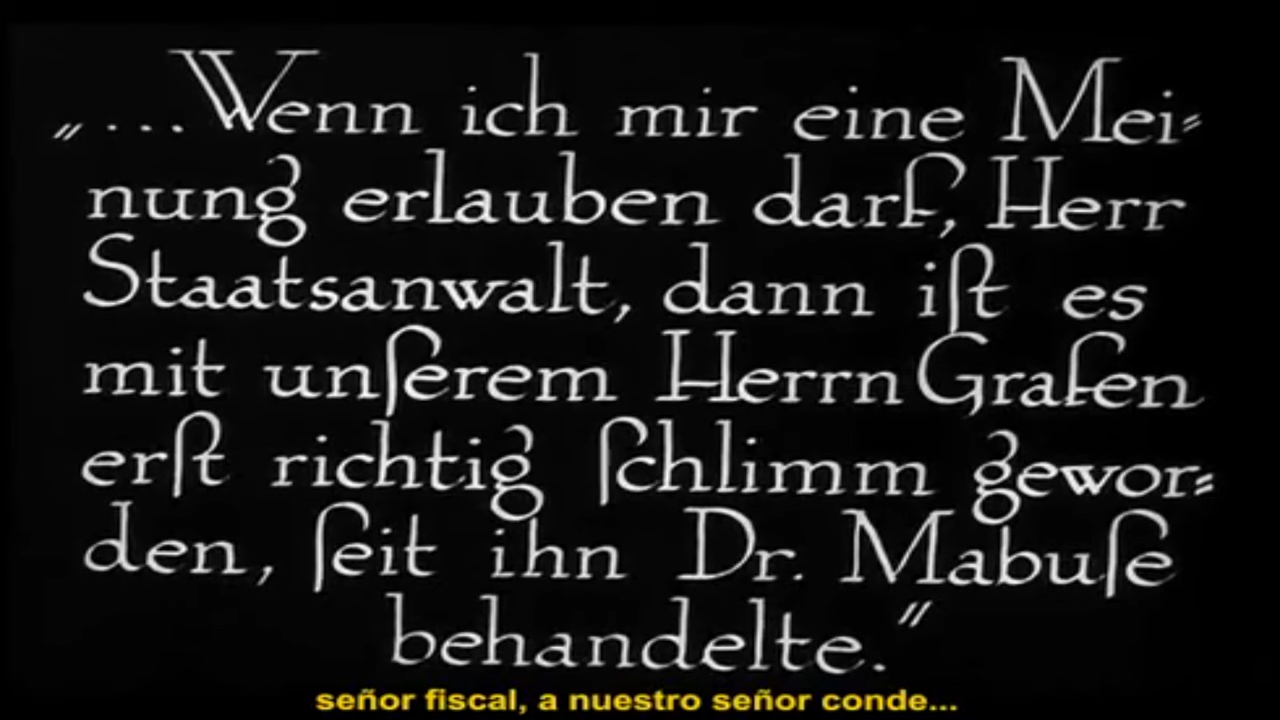 „...Wenn ich mir eine Mei⸗
nung erlauben darf, Herr
Staatsanwalt, dann iſt es
mit unſerem Herrn Grafen
erſt richtig ſchlimm gewor⸗
den, ſeit ihn Dr. Mabuſe
behandelte.“
señor fiscal, a nuestro señor conde...